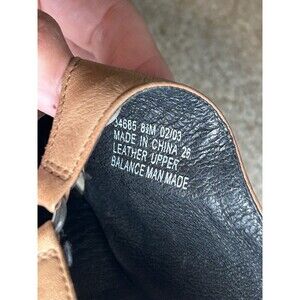 34685 8½M 02/03
MADE IN CHINA 26
LEATHER UPPER
BALANCE MAN MADE